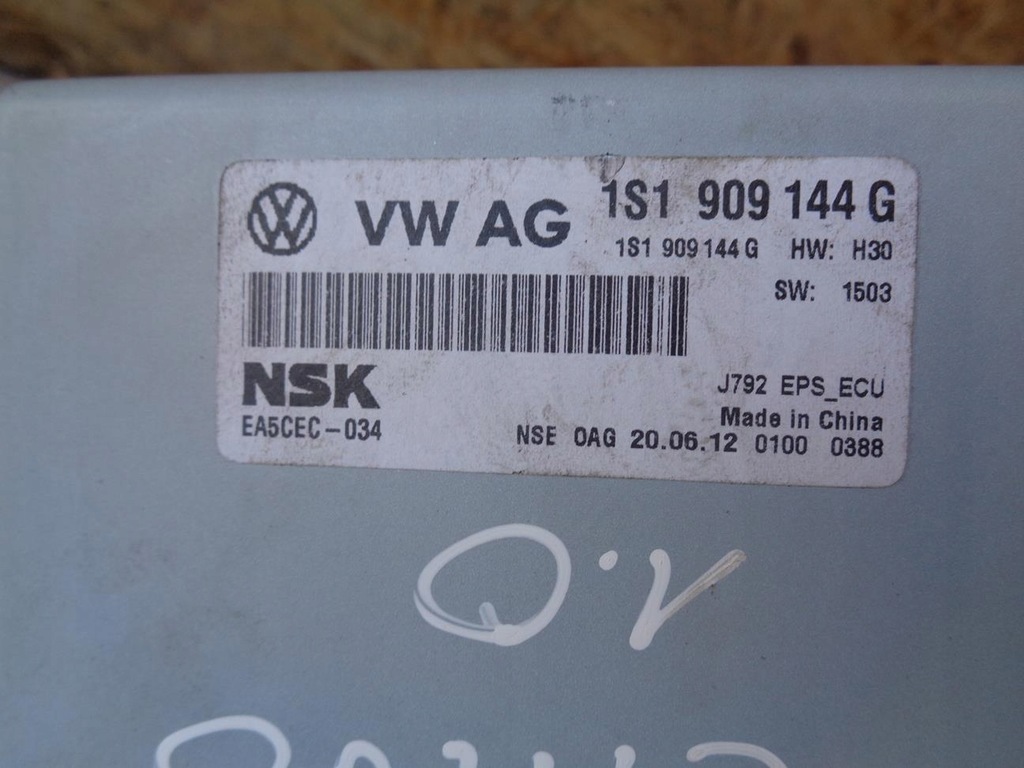 VW AG 1S1 909 144 G
1S1 909 144 G HW: H30
SW: 1503
NSK
J792 EPS_ECU
EA5CEC-034
Made in China
NSE OAG 20.06.12 0100 0388